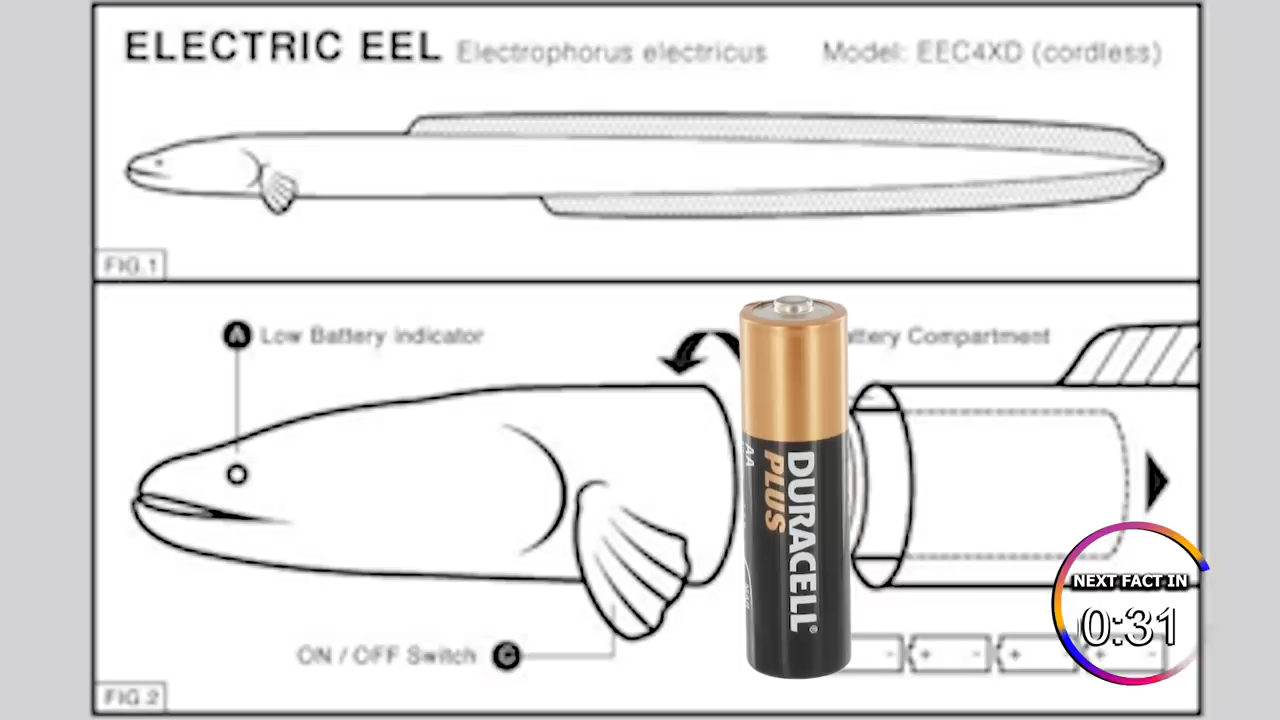 ELECTRIC EEL Electrophorus electricus Model: EEC4XD (cordless)
FIG.1
A Low Battery indicator
attery Compartment
AA
DURACELL®
PLUS
NEXT FACT IN
0:31
ON / OFF Switch C
- + - + + -
FIG.2